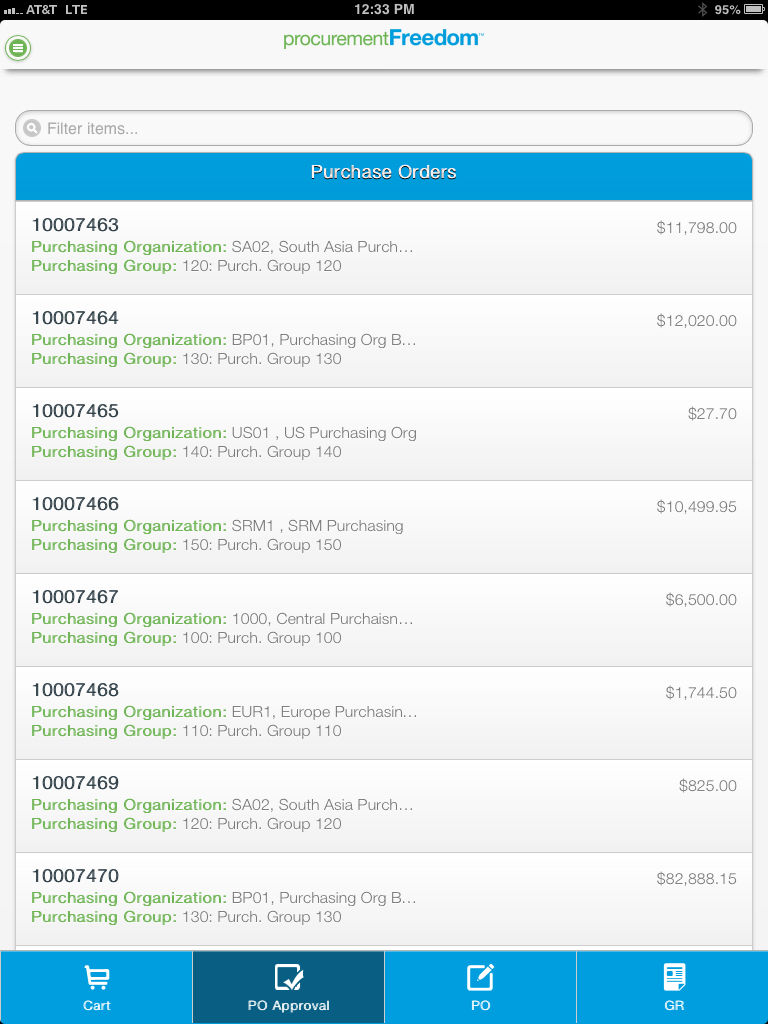 AT&T LTE 12:33 PM 95%
procurementFreedom™
Filter items...
Purchase Orders
10007463 $11,798.00
Purchasing Organization: SA02, South Asia Purch...
Purchasing Group: 120: Purch. Group 120
10007464 $12,020.00
Purchasing Organization: BP01, Purchasing Org B...
Purchasing Group: 130: Purch. Group 130
10007465 $27.70
Purchasing Organization: US01 , US Purchasing Org
Purchasing Group: 140: Purch. Group 140
10007466 $10,499.95
Purchasing Organization: SRM1 , SRM Purchasing
Purchasing Group: 150: Purch. Group 150
10007467 $6,500.00
Purchasing Organization: 1000, Central Purchaisn...
Purchasing Group: 100: Purch. Group 100
10007468 $1,744.50
Purchasing Organization: EUR1, Europe Purchasin...
Purchasing Group: 110: Purch. Group 110
10007469 $825.00
Purchasing Organization: SA02, South Asia Purch...
Purchasing Group: 120: Purch. Group 120
10007470 $82,888.15
Purchasing Organization: BP01, Purchasing Org B...
Purchasing Group: 130: Purch. Group 130
Cart PO Approval PO GR